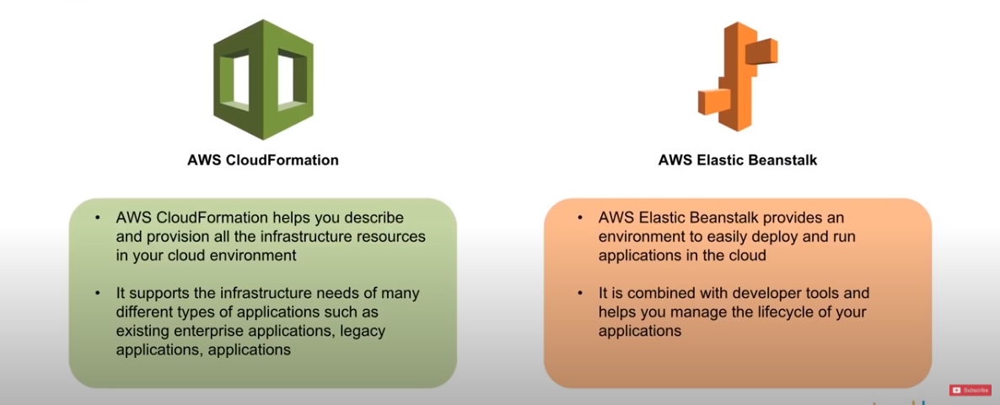 AWS CloudFormation
• AWS CloudFormation helps you describe
and provision all the infrastructure resources
in your cloud environment
• It supports the infrastructure needs of many
different types of applications such as
existing enterprise applications, legacy
applications, applications
AWS Elastic Beanstalk
• AWS Elastic Beanstalk provides an
environment to easily deploy and run
applications in the cloud
• It is combined with developer tools and
helps you manage the lifecycle of your
applications
Subscribe